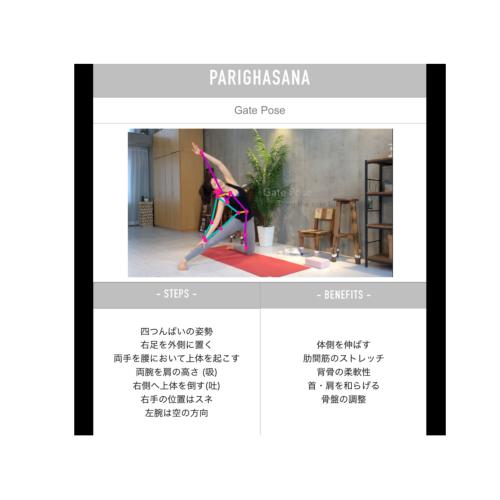 PARIGHASANA
Gate Pose
Gate Pose
- STEPS -
四つんばいの姿勢
右足を外側に置く
両手を腰において上体を起こす
両腕を肩の高さ (吸)
右側へ上体を倒す(吐)
右手の位置はスネ
左腕は空の方向
- BENEFITS -
体側を伸ばす
肋間筋のストレッチ
背骨の柔軟性
首・肩を和らげる
骨盤の調整